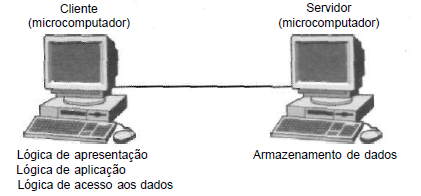 Cliente
(microcomputador)
Servidor
(microcomputador)
Lógica de apresentação
Lógica de aplicação
Lógica de acesso aos dados
Armazenamento de dados